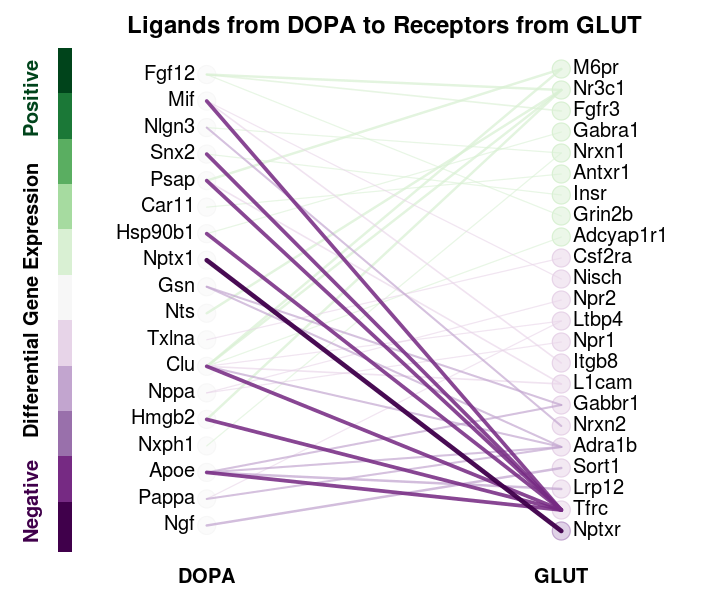 Ligands from DOPA to Receptors from GLUT
Positive
Differential Gene Expression
Negative
Fgf12
Mif
Nlgn3
Snx2
Psap
Car11
Hsp90b1
Nptx1
Gsn
Nts
Txlna
Clu
Nppa
Hmgb2
Nxph1
Apoe
Pappa
Ngf
M6pr
Nr3c1
Fgfr3
Gabra1
Nrxn1
Antxr1
Insr
Grin2b
Adcyap1r1
Csf2ra
Nisch
Npr2
Ltbp4
Npr1
Itgb8
L1cam
Gabbr1
Nrxn2
Adra1b
Sort1
Lrp12
Tfrc
Nptxr
DOPA
GLUT